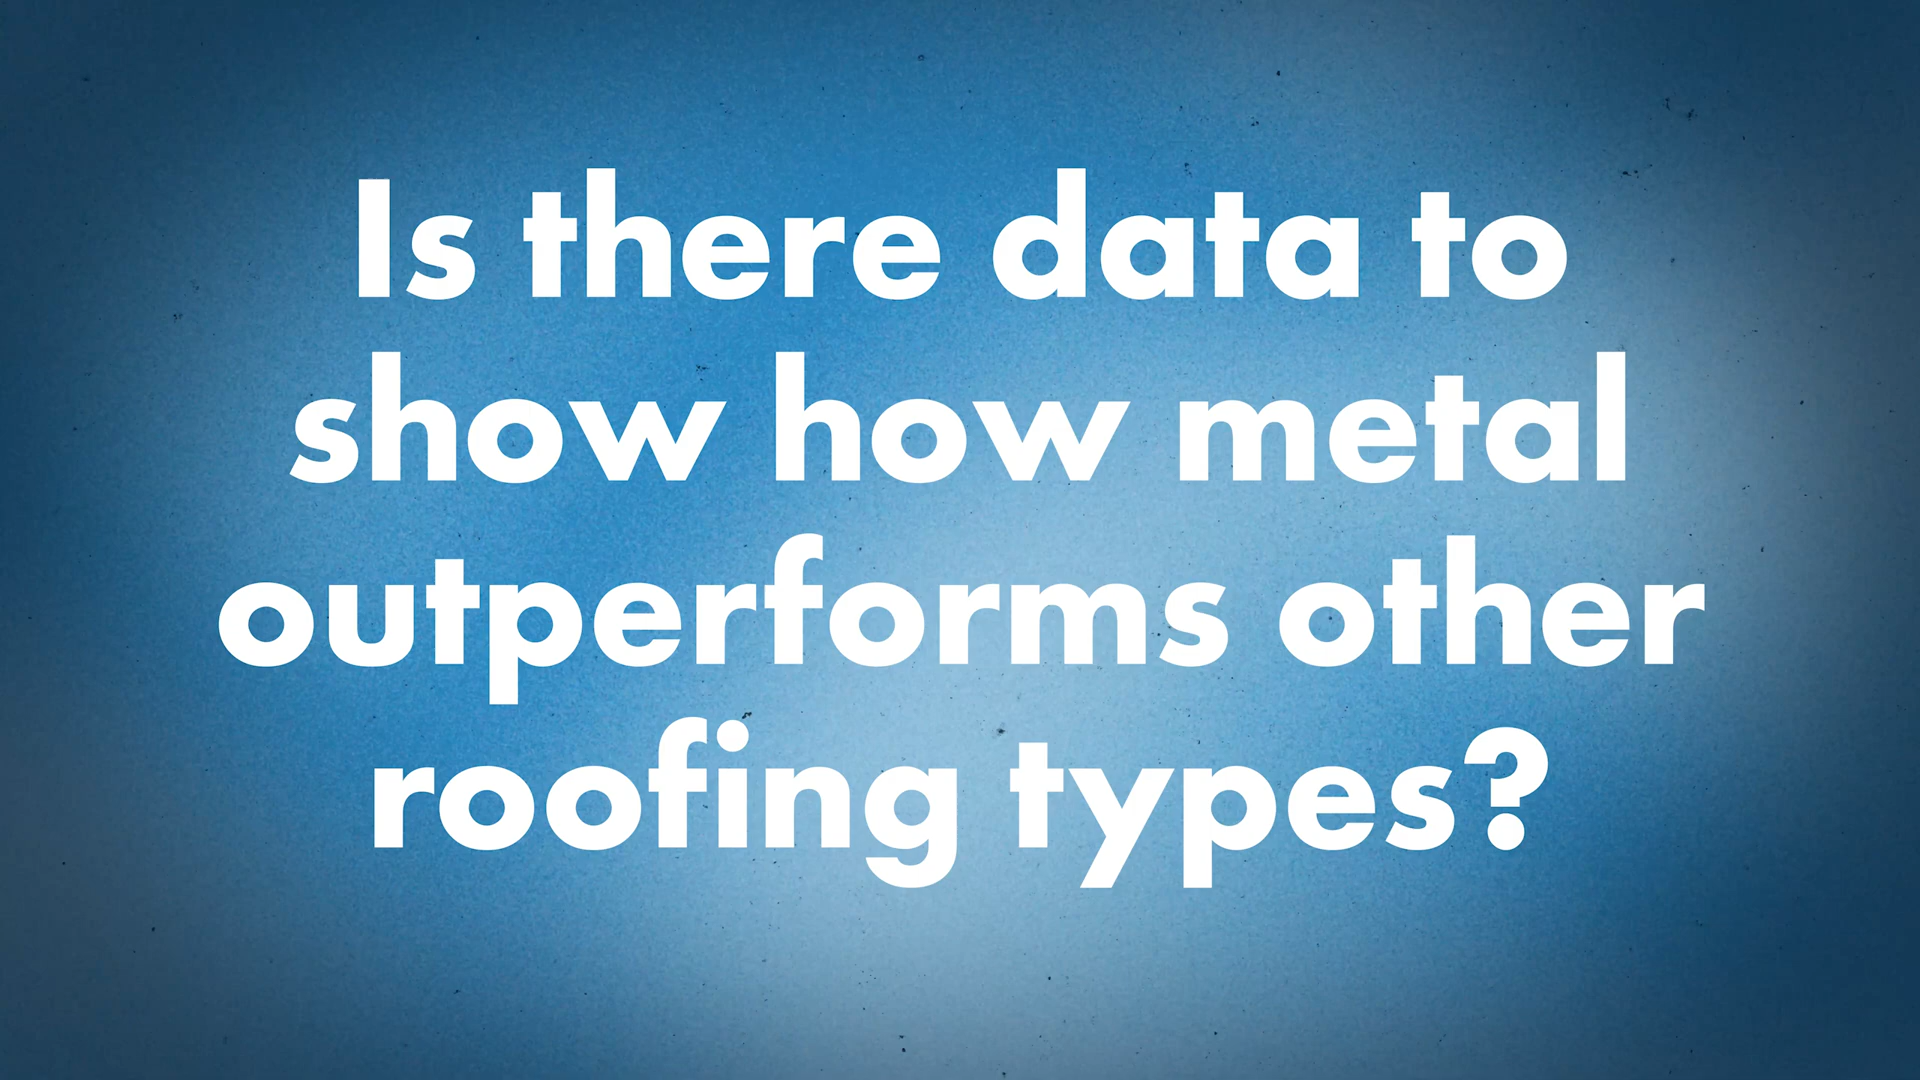 Is there data to
show how metal
outperforms other
roofing types?